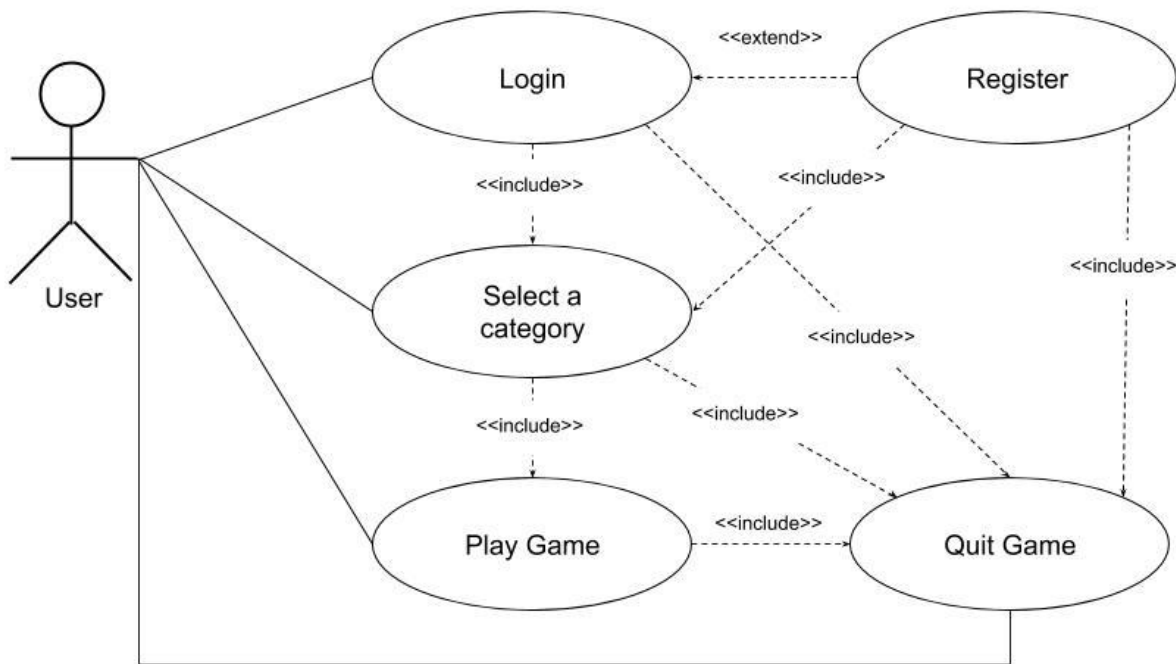 <<extend>>
Login
Register
<<include>>
<<include>>
User
<<include>>
Select a
category
<<include>>
<<include>>
<<include>>
Play Game
<<include>>
Quit Game